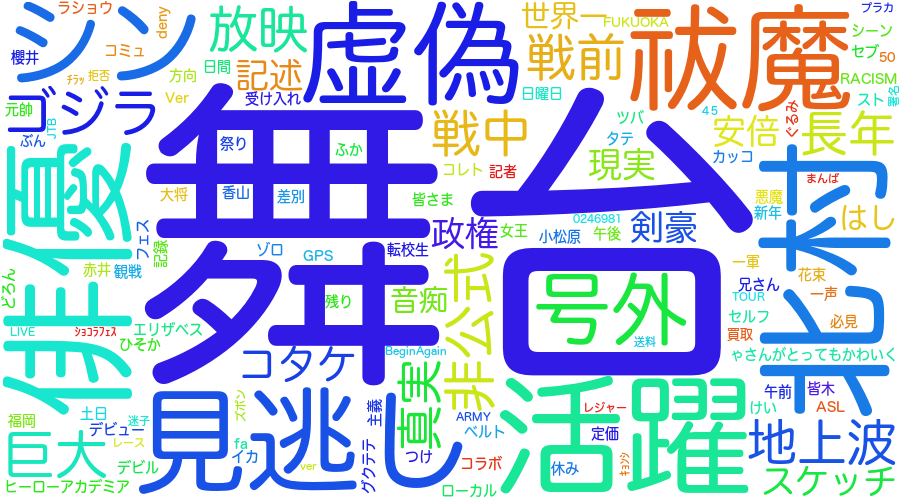 ラショウ
deny
シン
放映
虚偽
世界一
FUKUOKA
祓魔
プラカ
シーン
櫻井
コミュ
戦前
セブ
50
チラッ
拒否
方向
日間
記述
RACISM
元帥
ゴジラ
Ver
受け入れ
日曜日
スト
署名
ぶん
JTB
祭り
ふか
戦中
ツバ
45
安倍
ぐるみ
長年
タテ
コレト
記者
現実
カッコ
まんば
俳優
舞台
大将
香山
差別
皆さま
悪魔
新年
はし
木村
フェス
記録
政権
女王
0246981
午後
剣豪
小松原
赤井
観戦
ゾロ
GPS
転校生
一軍
花束
兄さん
どろん
残り
音痴
非公式
号外
TOUR
一声
LIVE
ショコラフェス
エリザベス
ひそか
セルフ
必見
買取
送料
コタケ
BeginAgain
ゃさんがとってもかわいく
真実
見逃し
活躍
福岡
土日
迷子
ズボン
主義
ARMY
レジャー
午前
皆木
デビュー
レース
ベルト
定価
けい
ASL
巨大
fa
イカ
グクテテ
つけ
キョンシ
地上波
デビル
ver
コラボ
休み
ヒーローアカデミア
ローカル
スケッチ